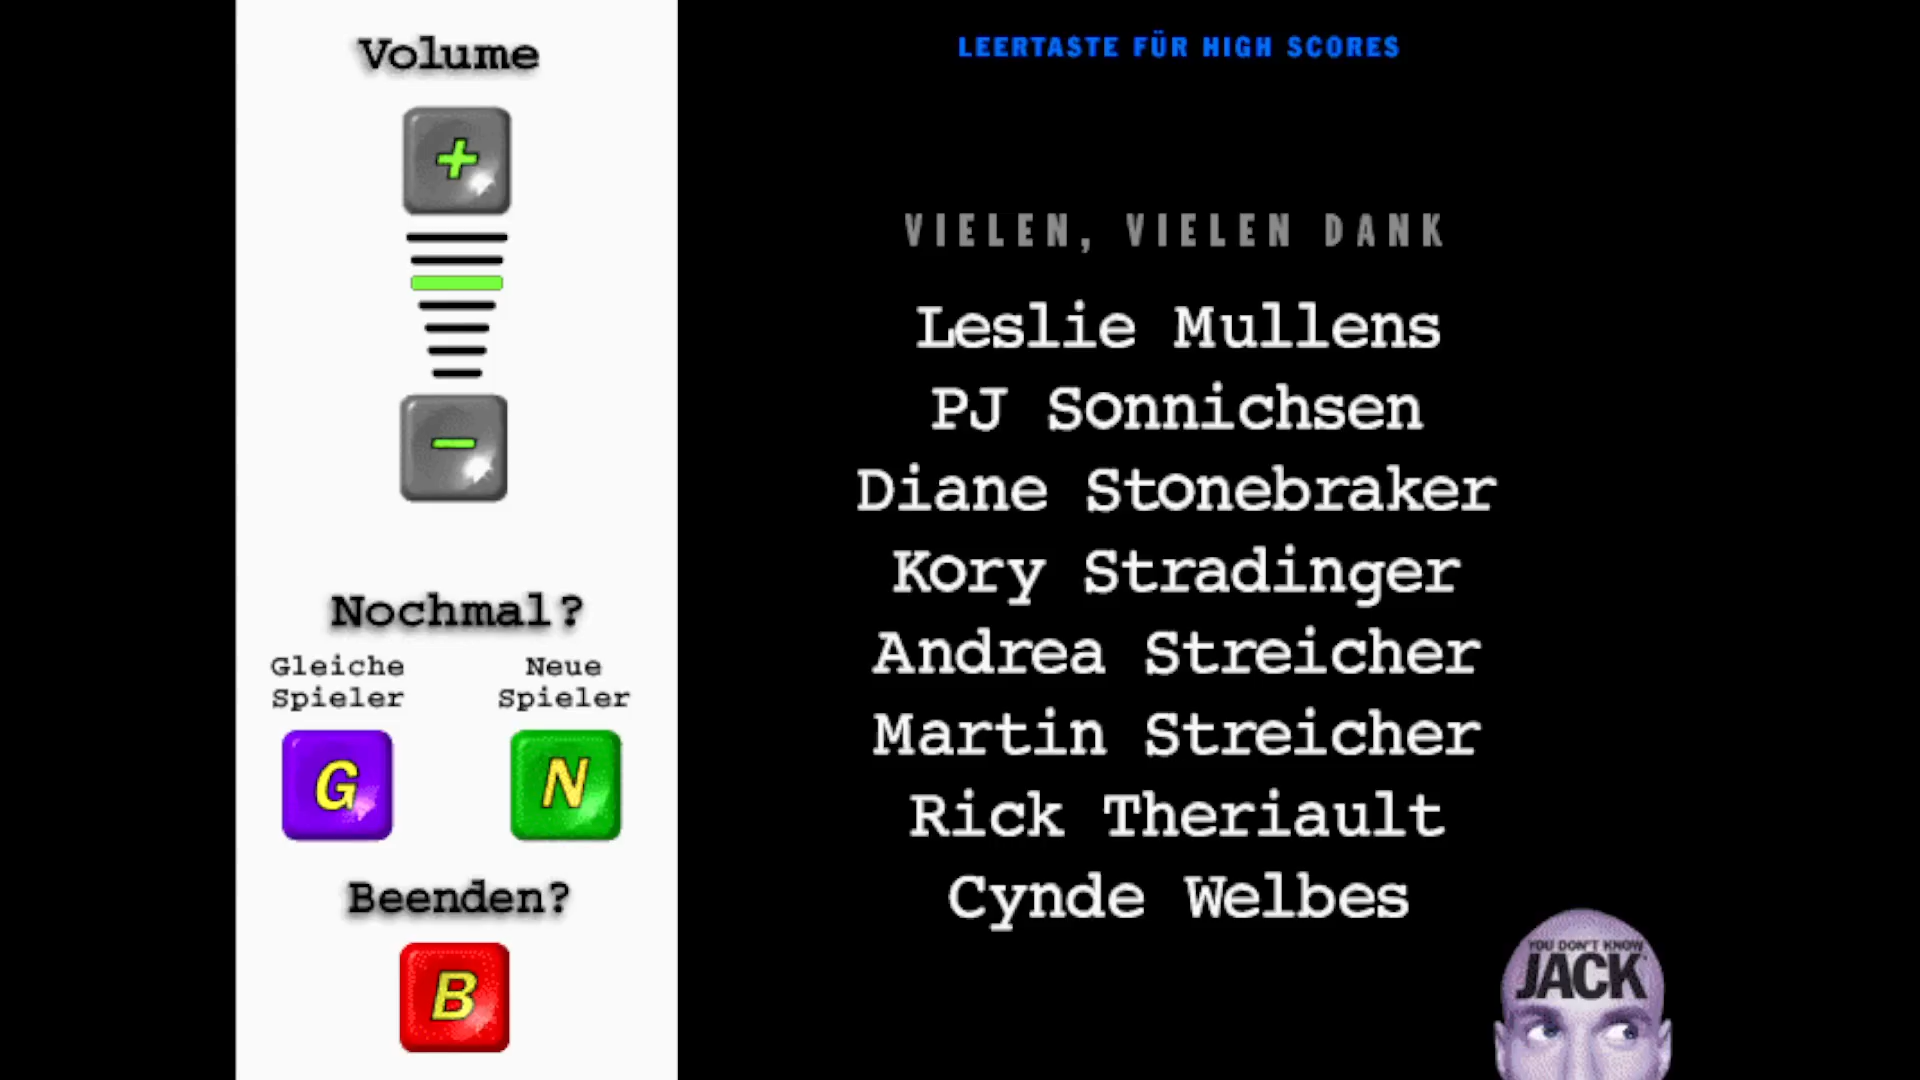 Volume
+
-
Nochmal?
Gleiche Spieler
Neue Spieler
G
N
Beenden?
B
LEERTASTE FÜR HIGH SCORES
VIELEN, VIELEN DANK
Leslie Mullens
PJ Sonnichsen
Diane Stonebraker
Kory Stradinger
Andrea Streicher
Martin Streicher
Rick Theriault
Cynde Welbes
YOU DON'T KNOW
JACK